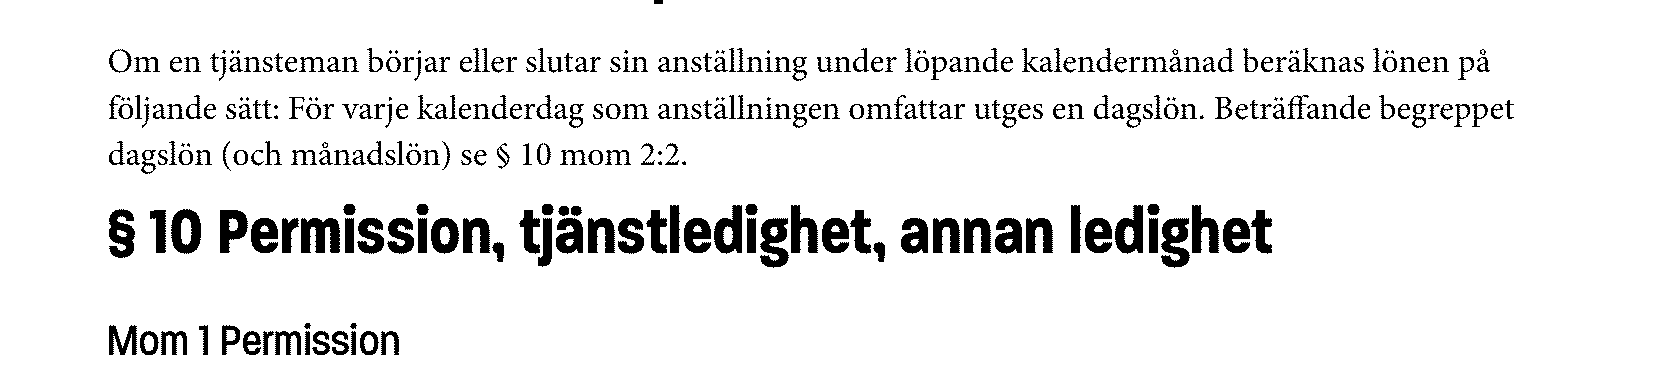 Om en tjänsteman börjar eller slutar sin anställning under löpande kalendermånad beräknas lönen på
följande sätt: För varje kalenderdag som anställningen omfattar utges en dagslön. Beträffande begreppet
dagslön (och månadslön) se § 10 mom 2:2.
§ 10 Permission, tjänstledighet, annan ledighet
Mom 1 Permission